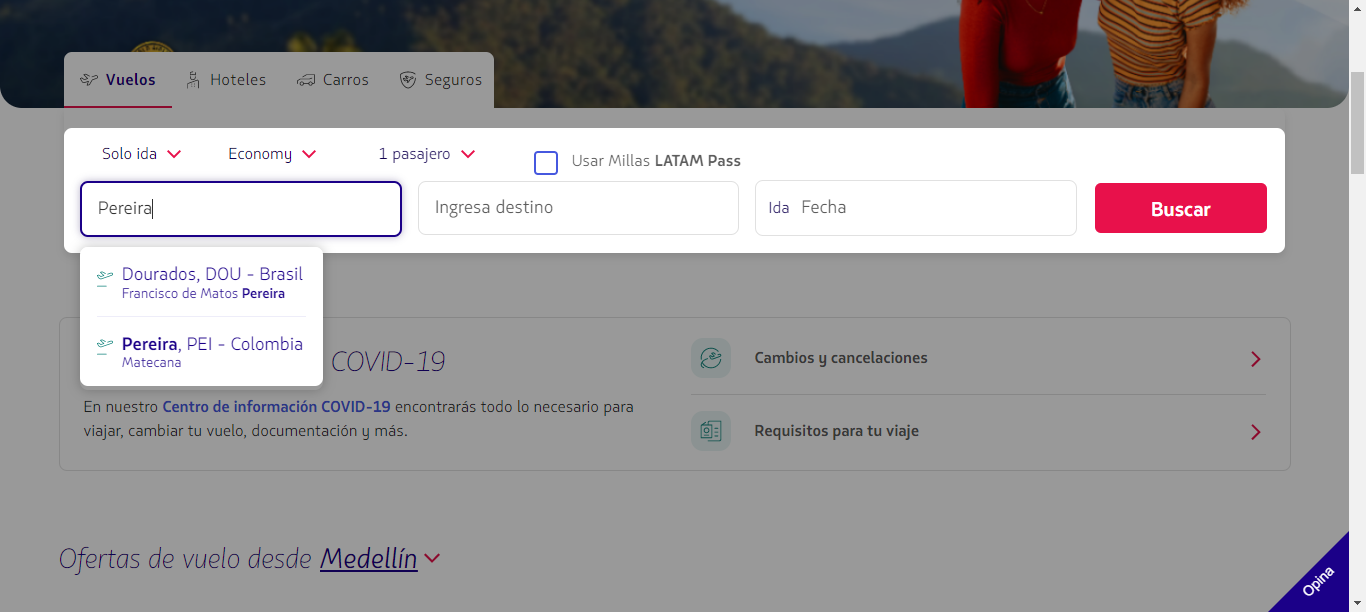 Vuelos Hoteles Carros Seguros
Solo ida Economy 1 pasajero Usar Millas LATAM Pass
Pereira Ingresa destino Ida Fecha Buscar
Dourados, DOU - Brasil
Francisco de Matos Pereira
Pereira, PEI - Colombia
Matecana
COVID-19
En nuestro Centro de información COVID-19 encontrarás todo lo necesario para
viajar, cambiar tu vuelo, documentación y más.
Cambios y cancelaciones
Requisitos para tu viaje
Ofertas de vuelo desde Medellín
Opina